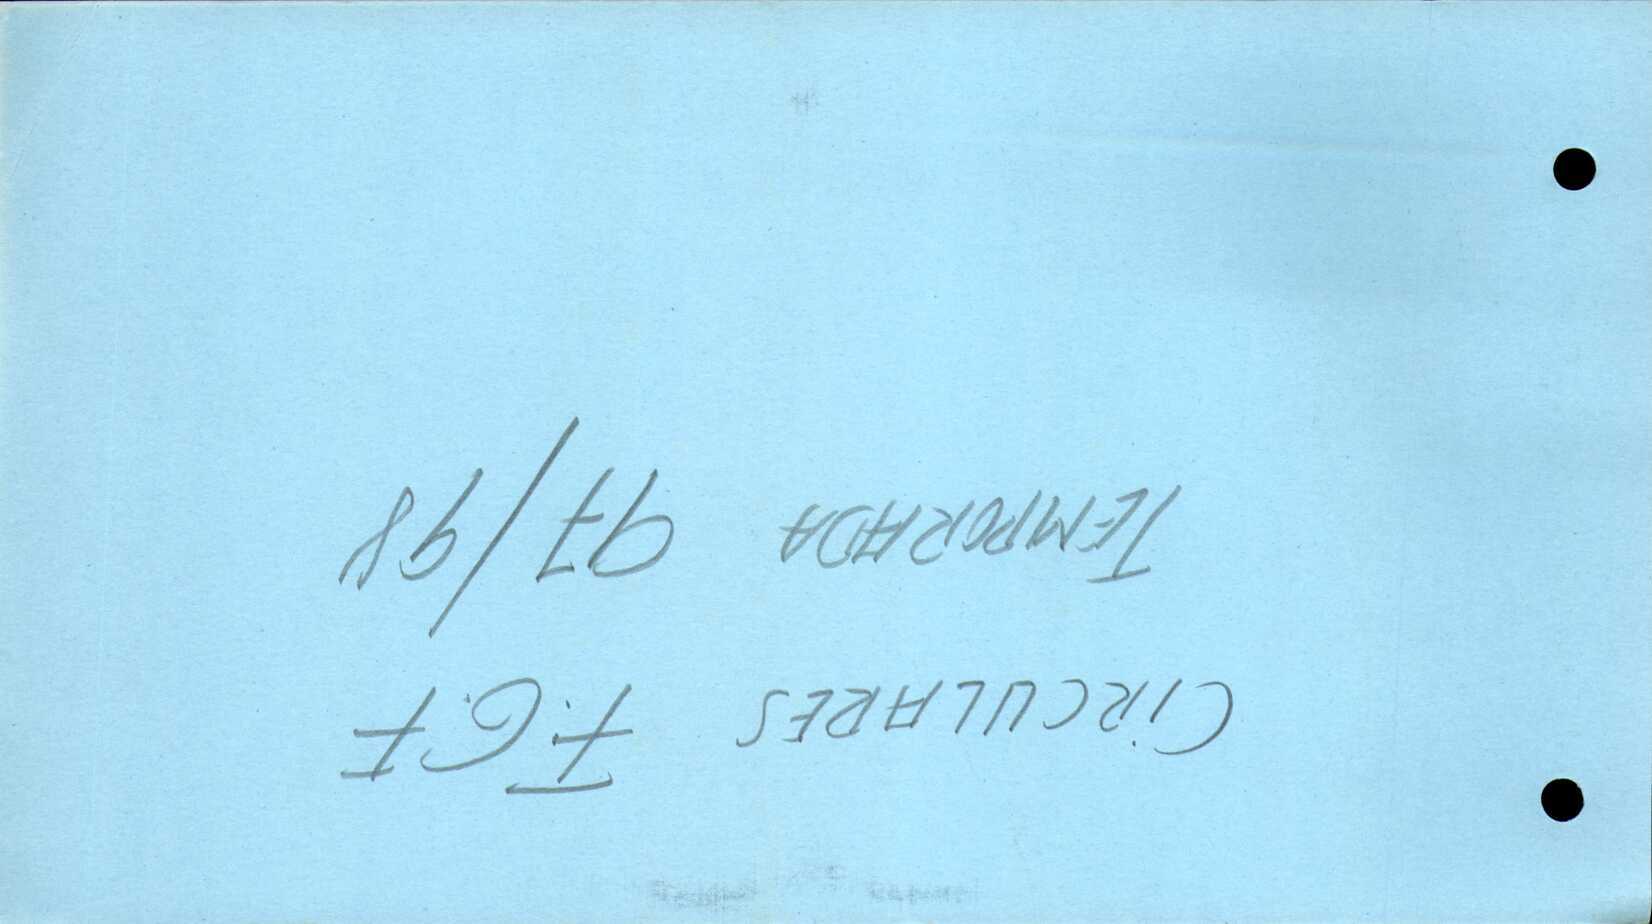 CIRCULARES F.G.F
TEMPORADA 97/98